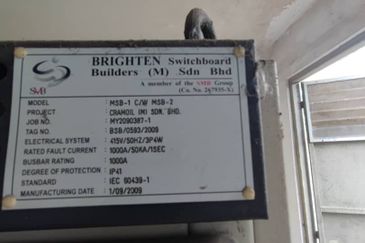 BRIGHTEN Switchboard
Builders (M) Sdn Bhd
A member of the SMB Group
SMB
MODEL : MSB-1 C/W MSB-2
PROJECT : CRAMOIL (M) SDN. BHD.
JOB NO. : MY2090387-1
TAG NO. : BSB/0593/2009
ELECTRICAL SYSTEM : 415V/50HZ/3P4W
RATED FAULT CURRENT : 1000A/50KA/1SEC
BUSBAR RATING : 1000A
DEGREE OF PROTECTION : IP41
STANDARD : IEC 60439-1
MANUFACTURING DATE : 1/09/2009